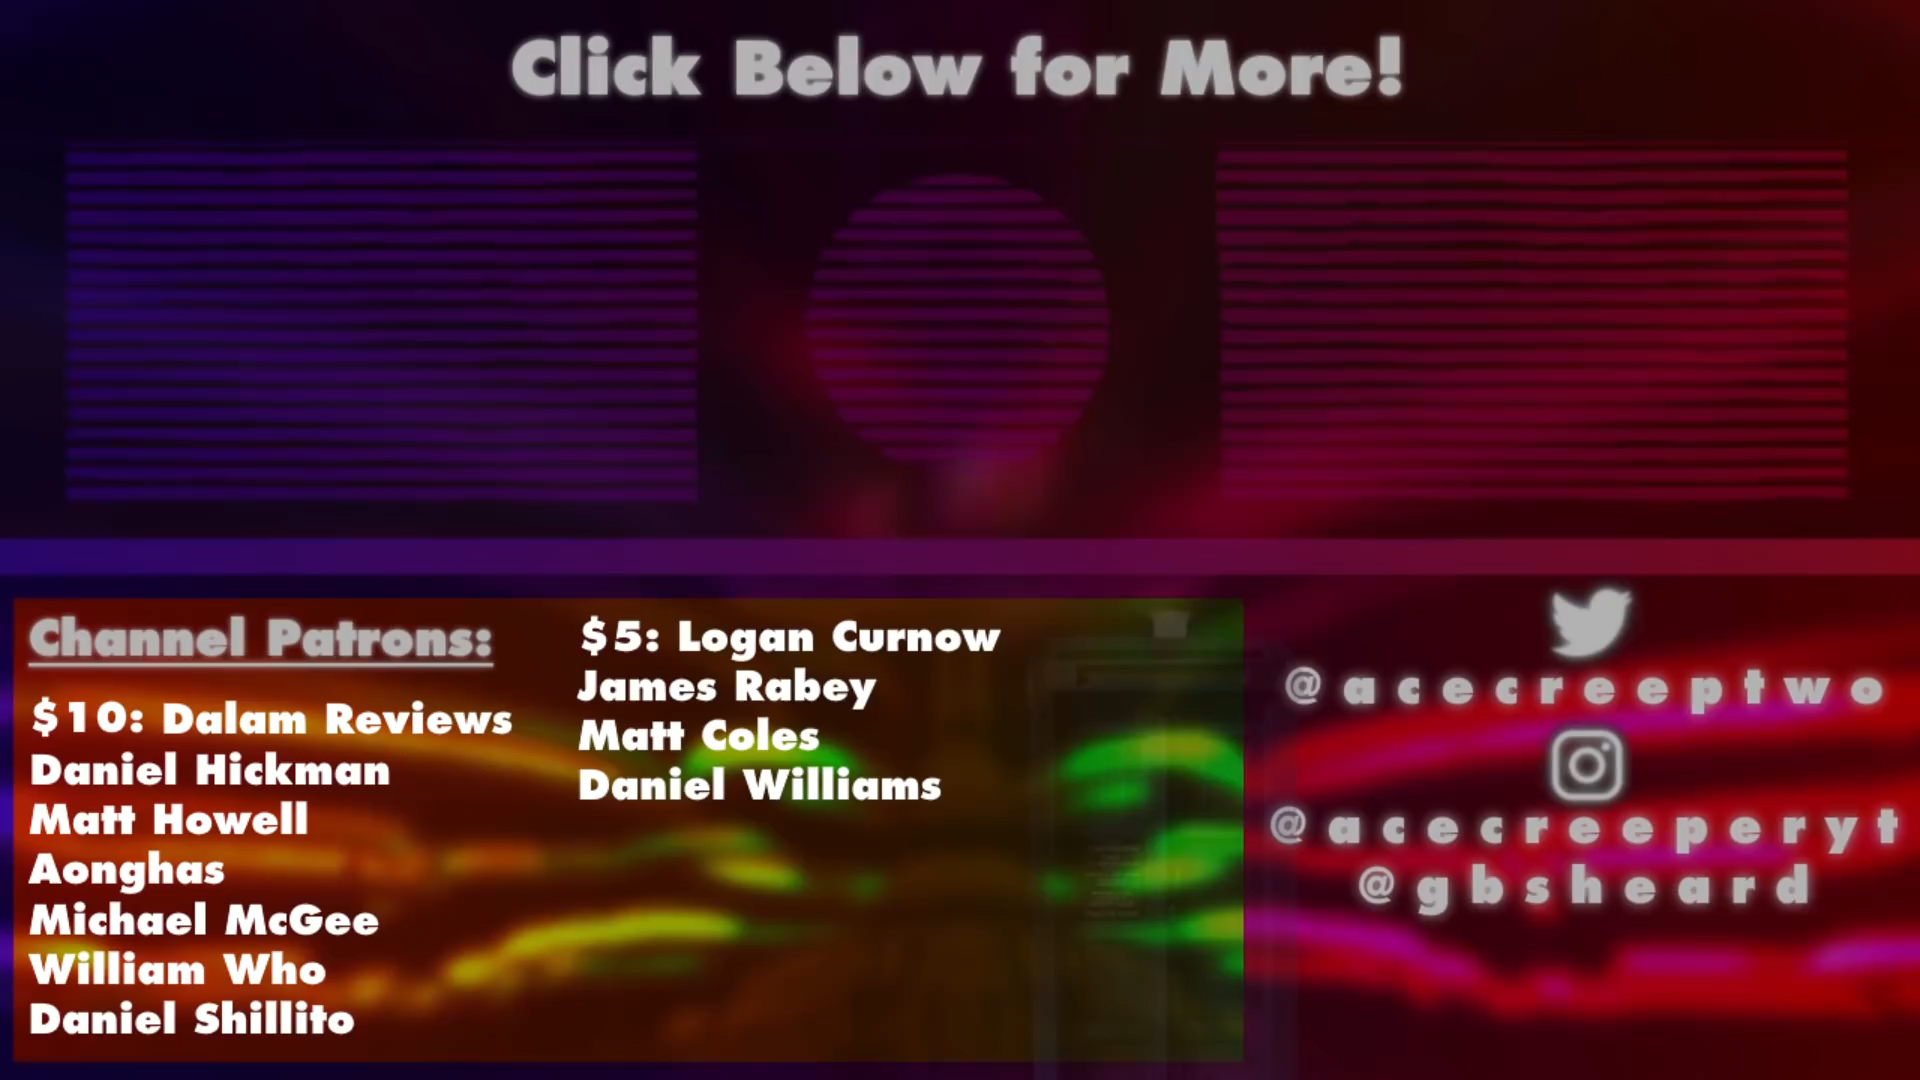 Click Below for More!
Channel Patrons:
$10: Dalam Reviews
Daniel Hickman
Matt Howell
Aonghas
Michael McGee
William Who
Daniel Shillito
$5: Logan Curnow
James Rabey
Matt Coles
Daniel Williams
@acecreeptwo
@acecreeperyt
@gbsheard